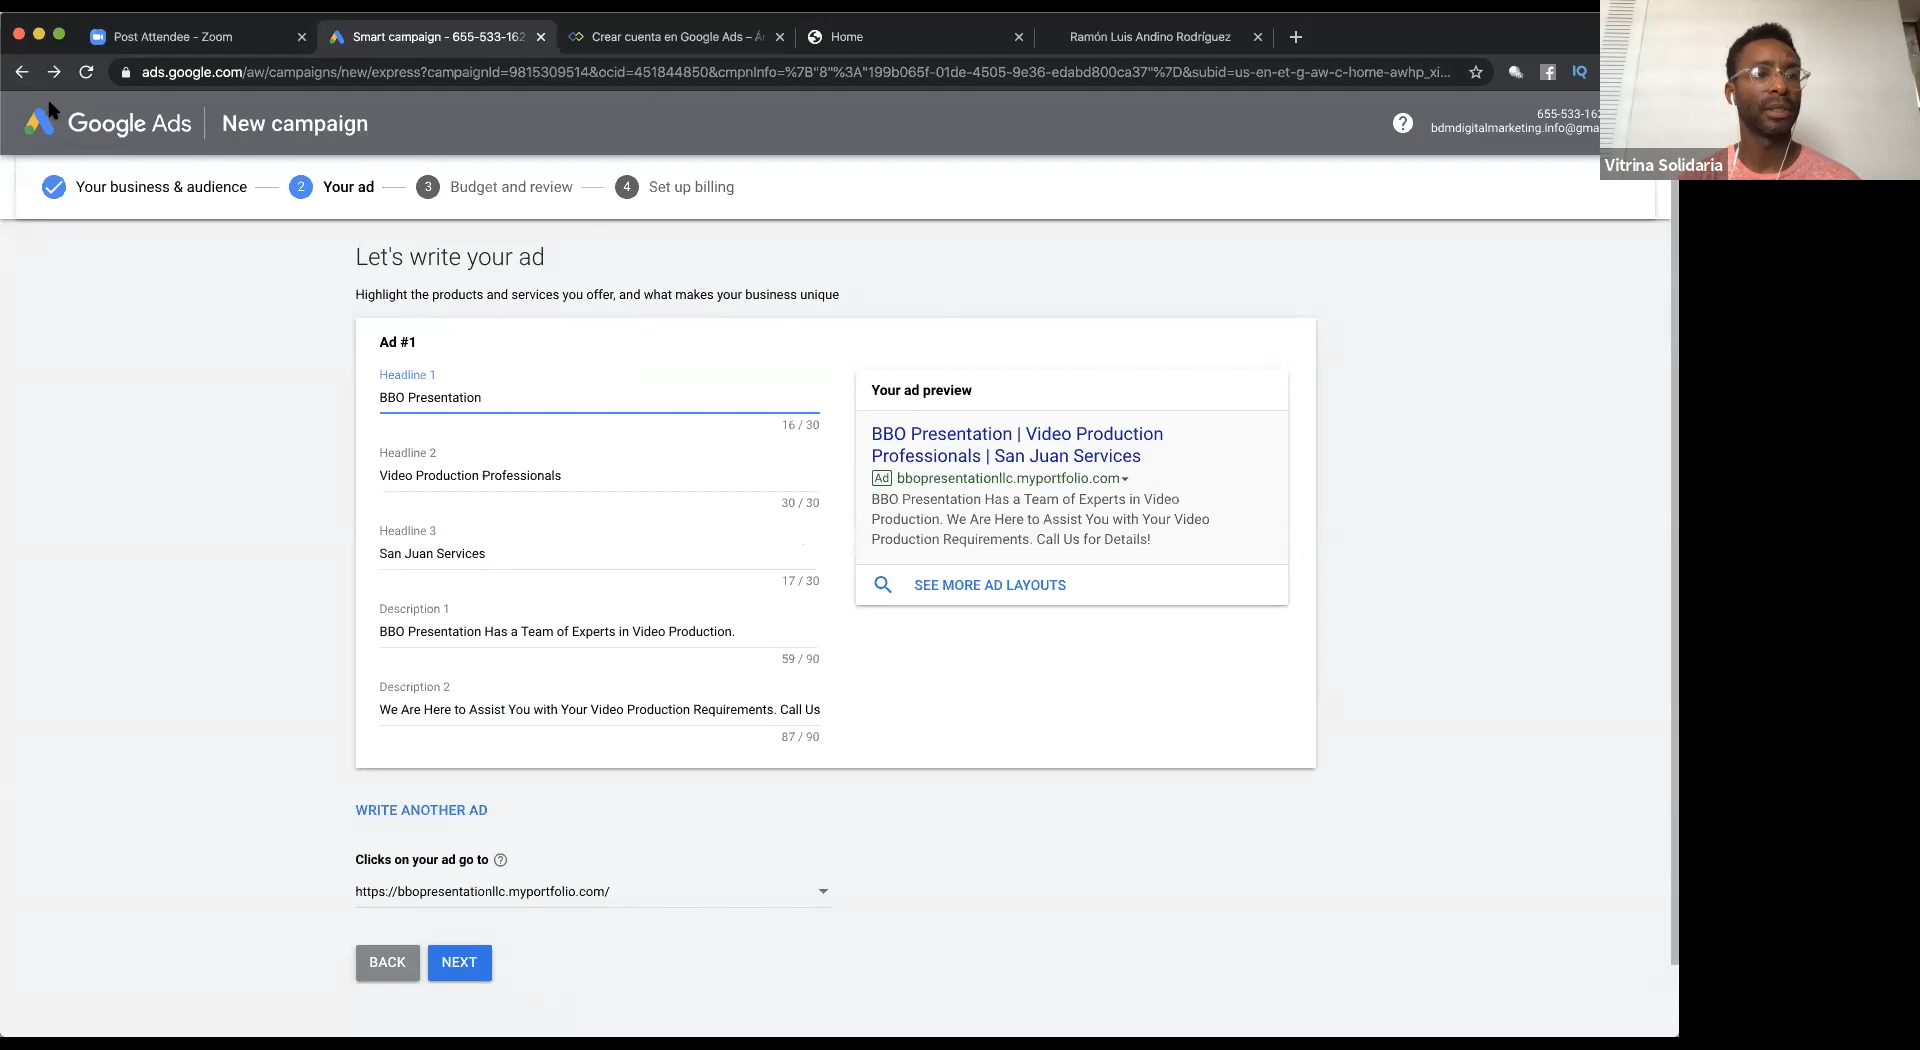 Post Attendee - Zoom
Smart campaign - 655-533-162
Crear cuenta en Google Ads – Á
Home
Ramón Luis Andino Rodríguez
ads.google.com/aw/campaigns/new/express?campaignId=9815309514&ocid=451844850&cmpnInfo=%7B"8"%3A"199b065f-01de-4505-9e36-edabd800ca37"%7D&subid=us-en-et-g-aw-c-home-awhp_xi...
IQ
Google Ads
New campaign
655-533-162
bdmdigitalmarketing.info@gma
Vitrina Solidaria
Your business & audience
2 Your ad
3 Budget and review
4 Set up billing
Let's write your ad
Highlight the products and services you offer, and what makes your business unique
Ad #1
Headline 1
BBO Presentation
16 / 30
Headline 2
Video Production Professionals
30 / 30
Headline 3
San Juan Services
17 / 30
Description 1
BBO Presentation Has a Team of Experts in Video Production.
59 / 90
Description 2
We Are Here to Assist You with Your Video Production Requirements. Call Us
87 / 90
Your ad preview
BBO Presentation | Video Production
Professionals | San Juan Services
Ad bbopresentationllc.myportfolio.com
BBO Presentation Has a Team of Experts in Video
Production. We Are Here to Assist You with Your Video
Production Requirements. Call Us for Details!
SEE MORE AD LAYOUTS
WRITE ANOTHER AD
Clicks on your ad go to
https://bbopresentationllc.myportfolio.com/
BACK
NEXT